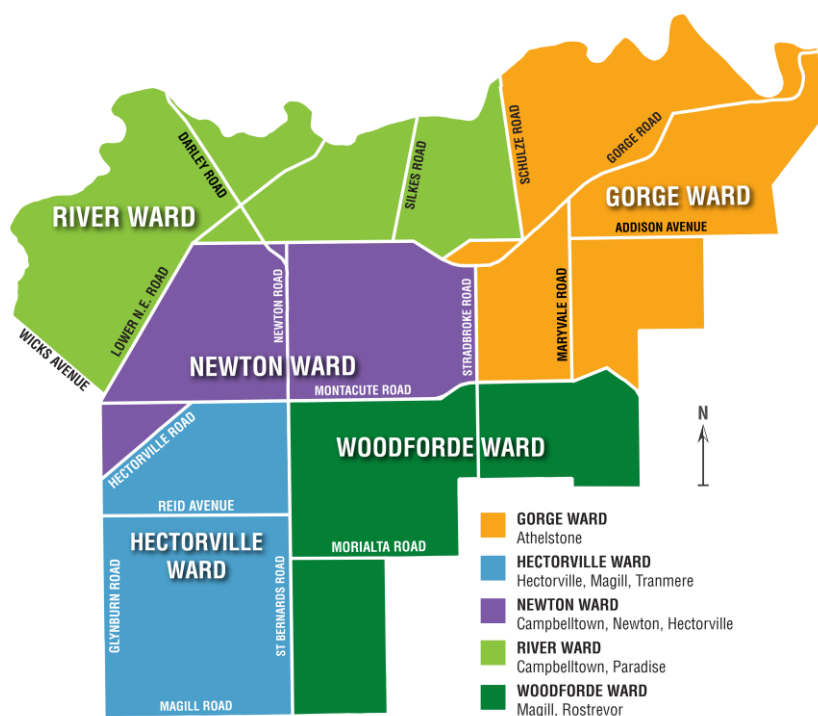 DARLEY ROAD
SILKES ROAD
SCHULZE ROAD
GORGE ROAD
RIVER WARD
GORGE WARD
ADDISON AVENUE
LOWER N.E. ROAD
NEWTON ROAD
STRADBROKE ROAD
MARYVALE ROAD
WICKS AVENUE
NEWTON WARD
MONTACUTE ROAD
HECTORVILLE ROAD
WOODFORDE WARD
N
REID AVENUE
HECTORVILLE
WARD
MORIALTA ROAD
GLYNBURN ROAD
ST BERNARDS ROAD
MAGILL ROAD
GORGE WARD
Athelstone
HECTORVILLE WARD
Hectorville, Magill, Tranmere
NEWTON WARD
Campbelltown, Newton, Hectorville
RIVER WARD
Campbelltown, Paradise
WOODFORDE WARD
Magill, Rostrevor